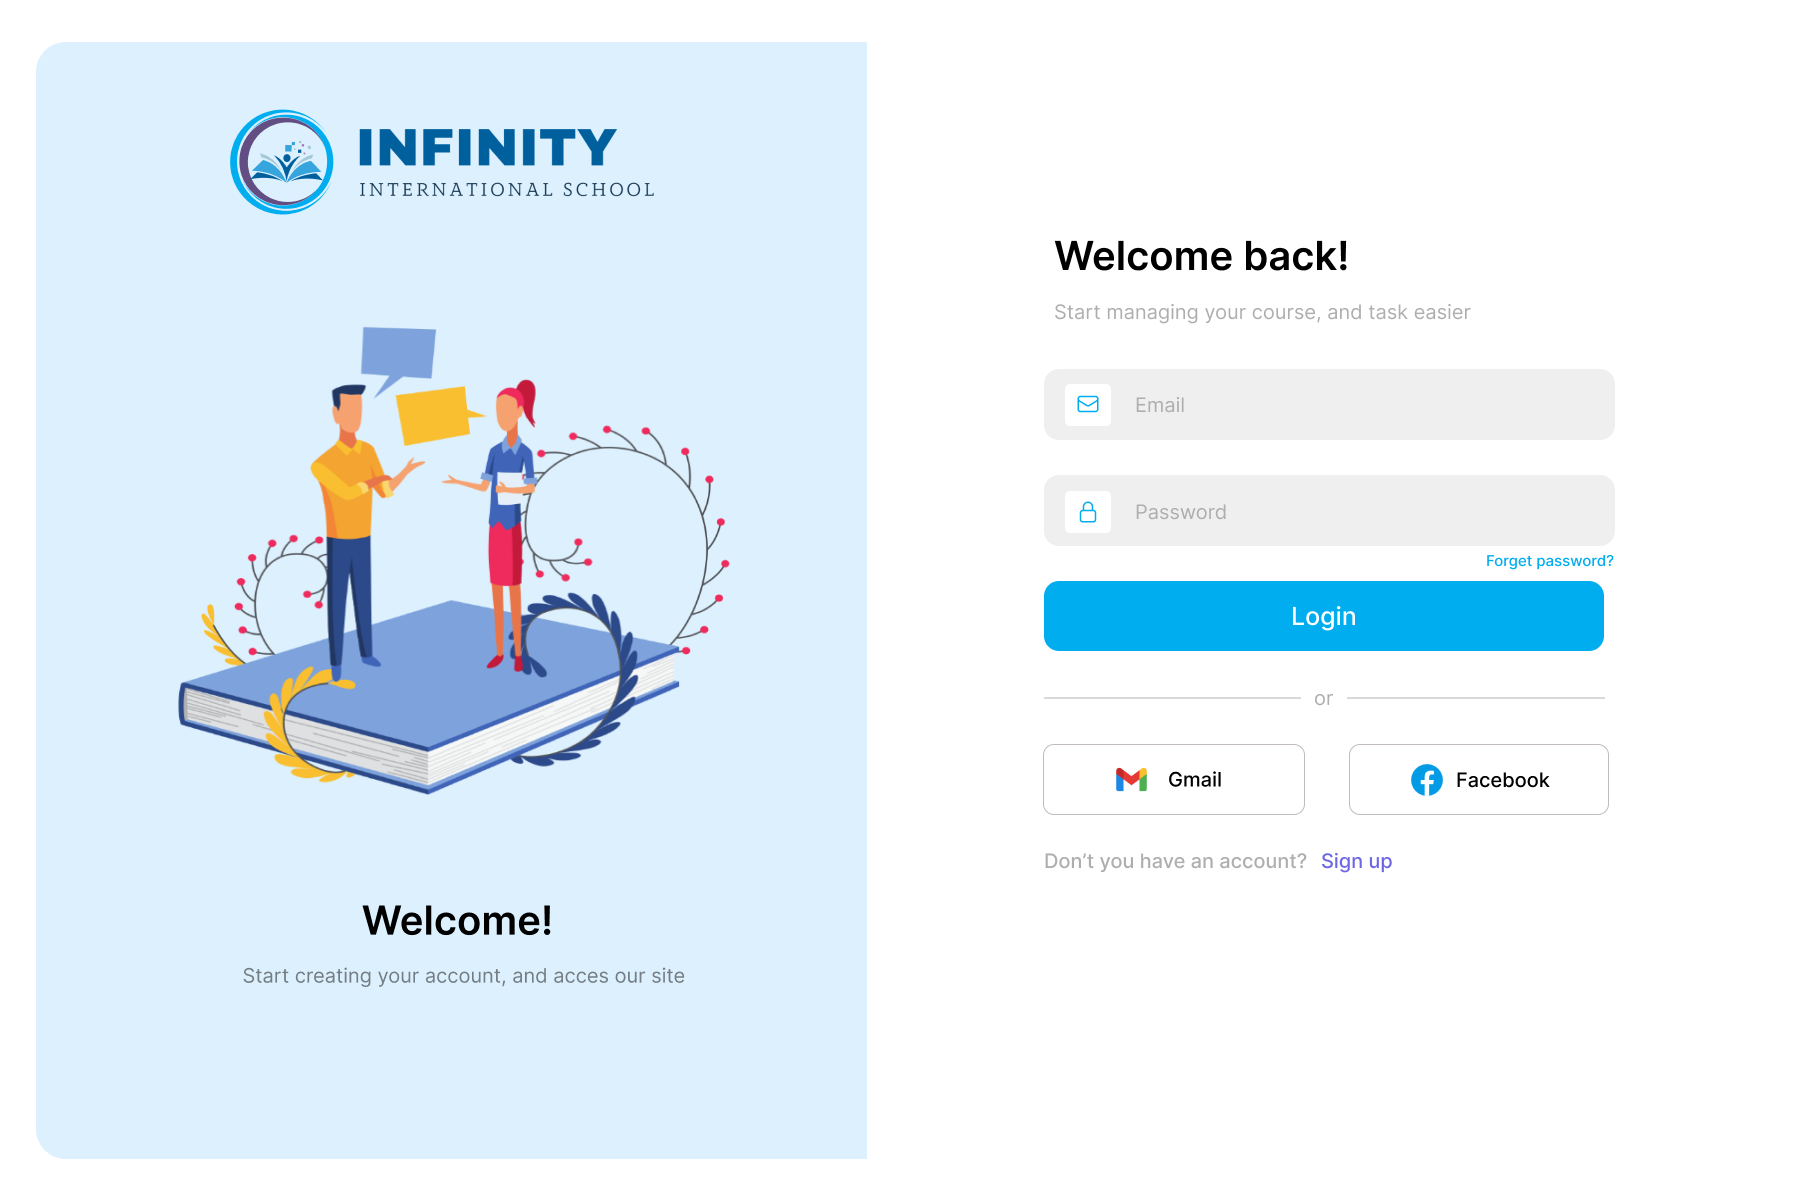 INFINITY
INTERNATIONAL SCHOOL
Welcome!
Start creating your account, and acces our site
Welcome back!
Start managing your course, and task easier
Email
Password
Forget password?
Login
or
Gmail
Facebook
Don’t you have an account? Sign up